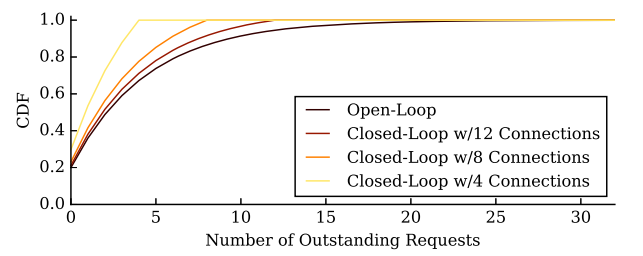 1.0
0.8
0.6
0.4
0.2
0.0
CDF
Open-Loop
Closed-Loop w/12 Connections
Closed-Loop w/8 Connections
Closed-Loop w/4 Connections
0 5 10 15 20 25 30
Number of Outstanding Requests